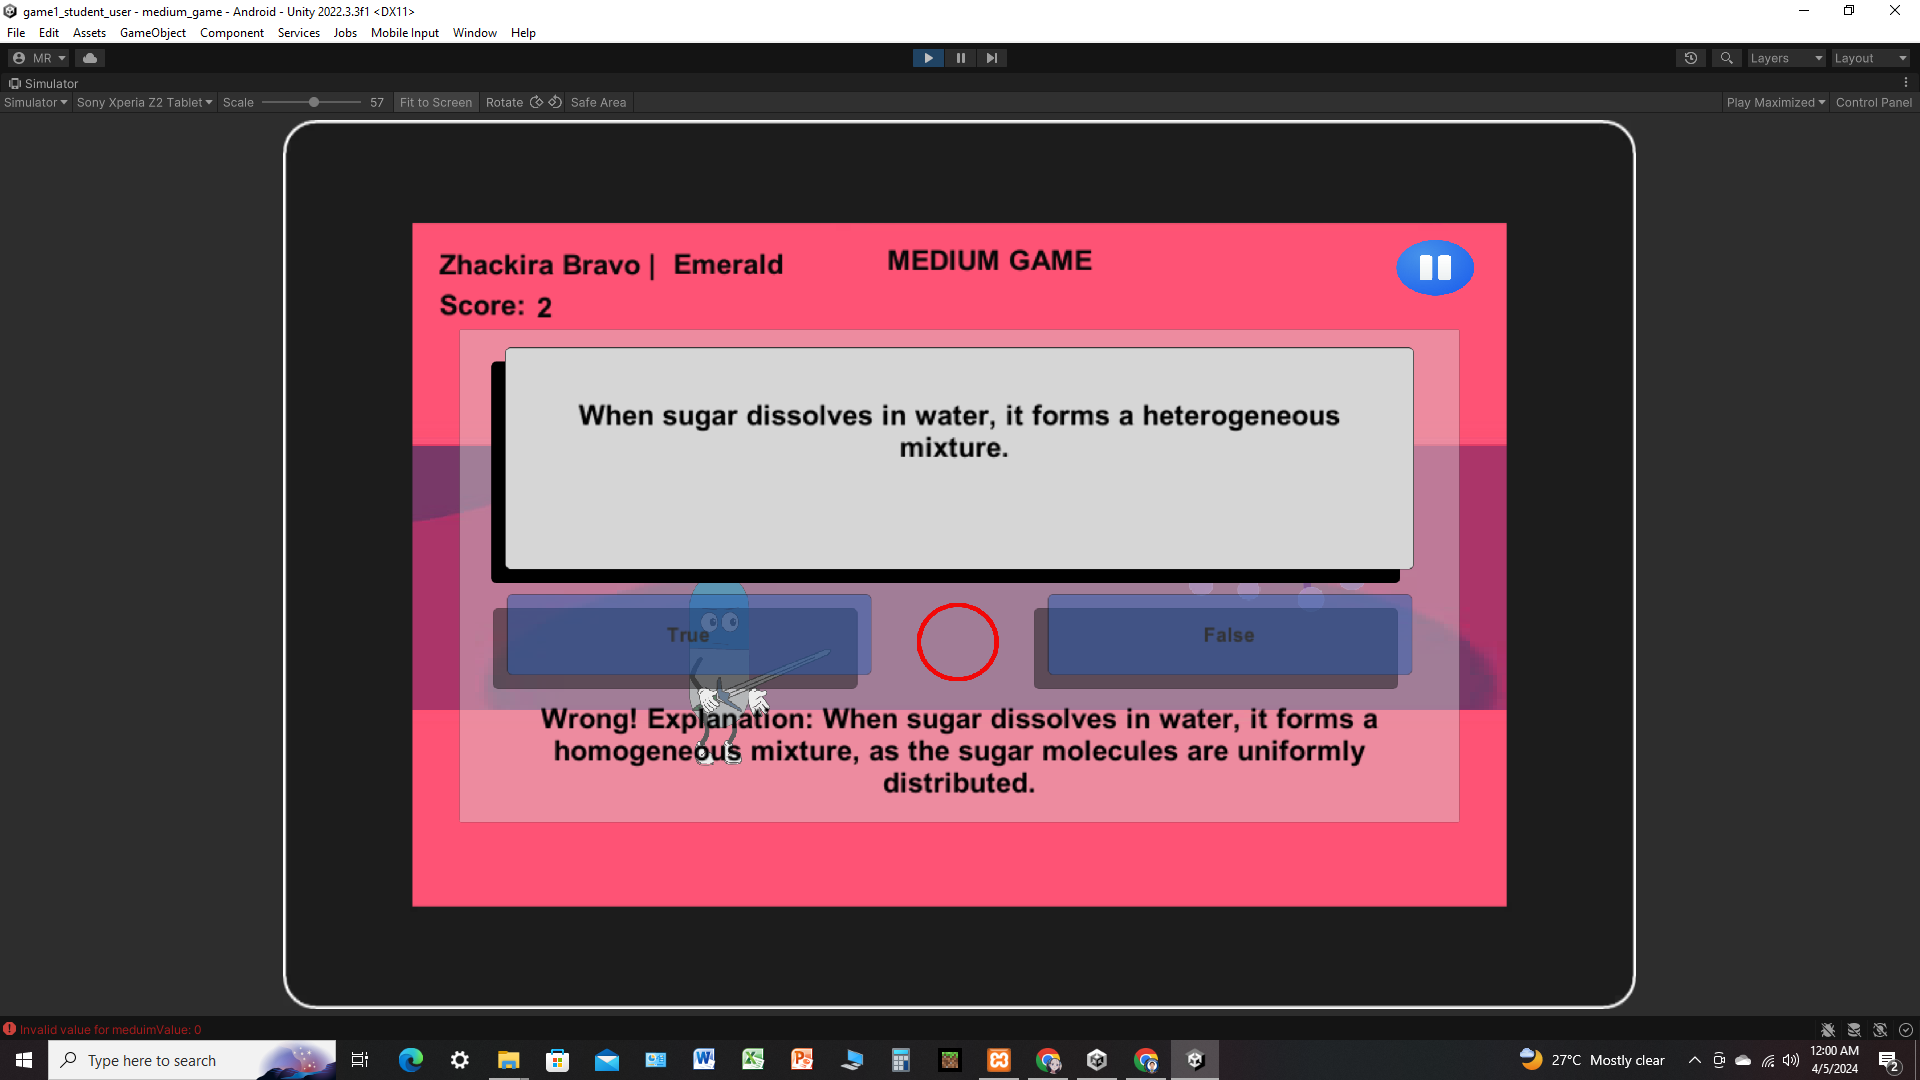 game1_student_user - medium_game - Android - Unity 2022.3.3f1 <DX11>
File Edit Assets GameObject Component Services Jobs Mobile Input Window Help
MR Layers Layout
Simulator
Simulator Sony Xperia Z2 Tablet Scale 57 Fit to Screen Rotate Safe Area Play Maximized Control Panel
Zhackira Bravo | Emerald MEDIUM GAME
Score: 2
When sugar dissolves in water, it forms a heterogeneous
mixture.
True False
Wrong! Explanation: When sugar dissolves in water, it forms a
homogeneous mixture, as the sugar molecules are uniformly
distributed.
Invalid value for meduimValue: 0
Type here to search 27°C Mostly clear 12:00 AM
4/5/2024 2